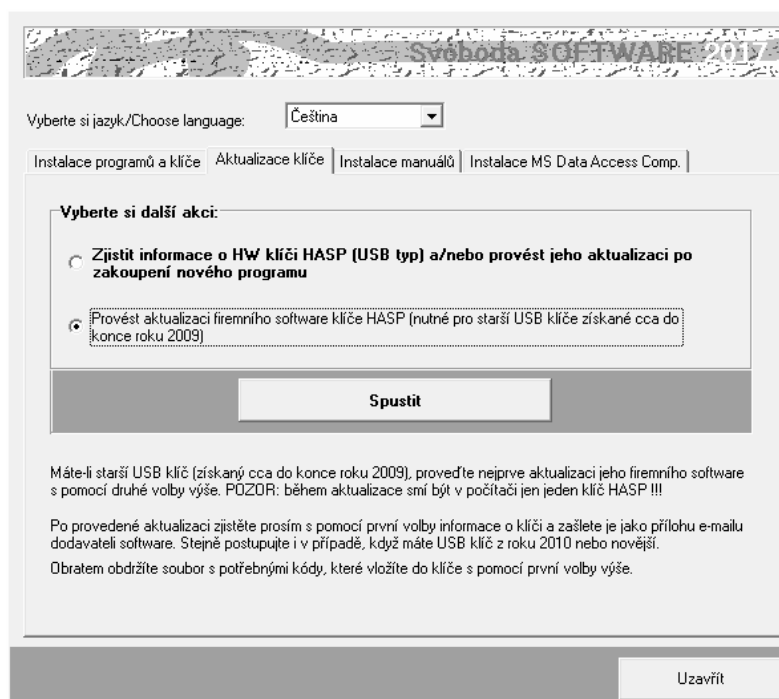 Svoboda SOFTWARE 2017
Vyberte si jazyk/Choose language:
Čeština
Instalace programů a klíče
Aktualizace klíče
Instalace manuálů
Instalace MS Data Access Comp.
Vyberte si další akci:
Zjistit informace o HW klíči HASP (USB typ) a/nebo provést jeho aktualizaci po
zakoupení nového programu
Provést aktualizaci firemního software klíče HASP (nutné pro starší USB klíče získané cca do
konce roku 2009)
Spustit
Máte-li starší USB klíč (získaný cca do konce roku 2009), proveďte nejprve aktualizaci jeho firemního software
s pomocí druhé volby výše. POZOR: během aktualizace smí být v počítači jen jeden klíč HASP !!!
Po provedené aktualizaci zjistěte prosím s pomocí první volby informace o klíči a zašlete je jako přílohu e-mailu
dodavateli software. Stejně postupujte i v případě, když máte USB klíč z roku 2010 nebo novější.
Obratem obdržíte soubor s potřebnými kódy, které vložíte do klíče s pomocí první volby výše.
Uzavřít